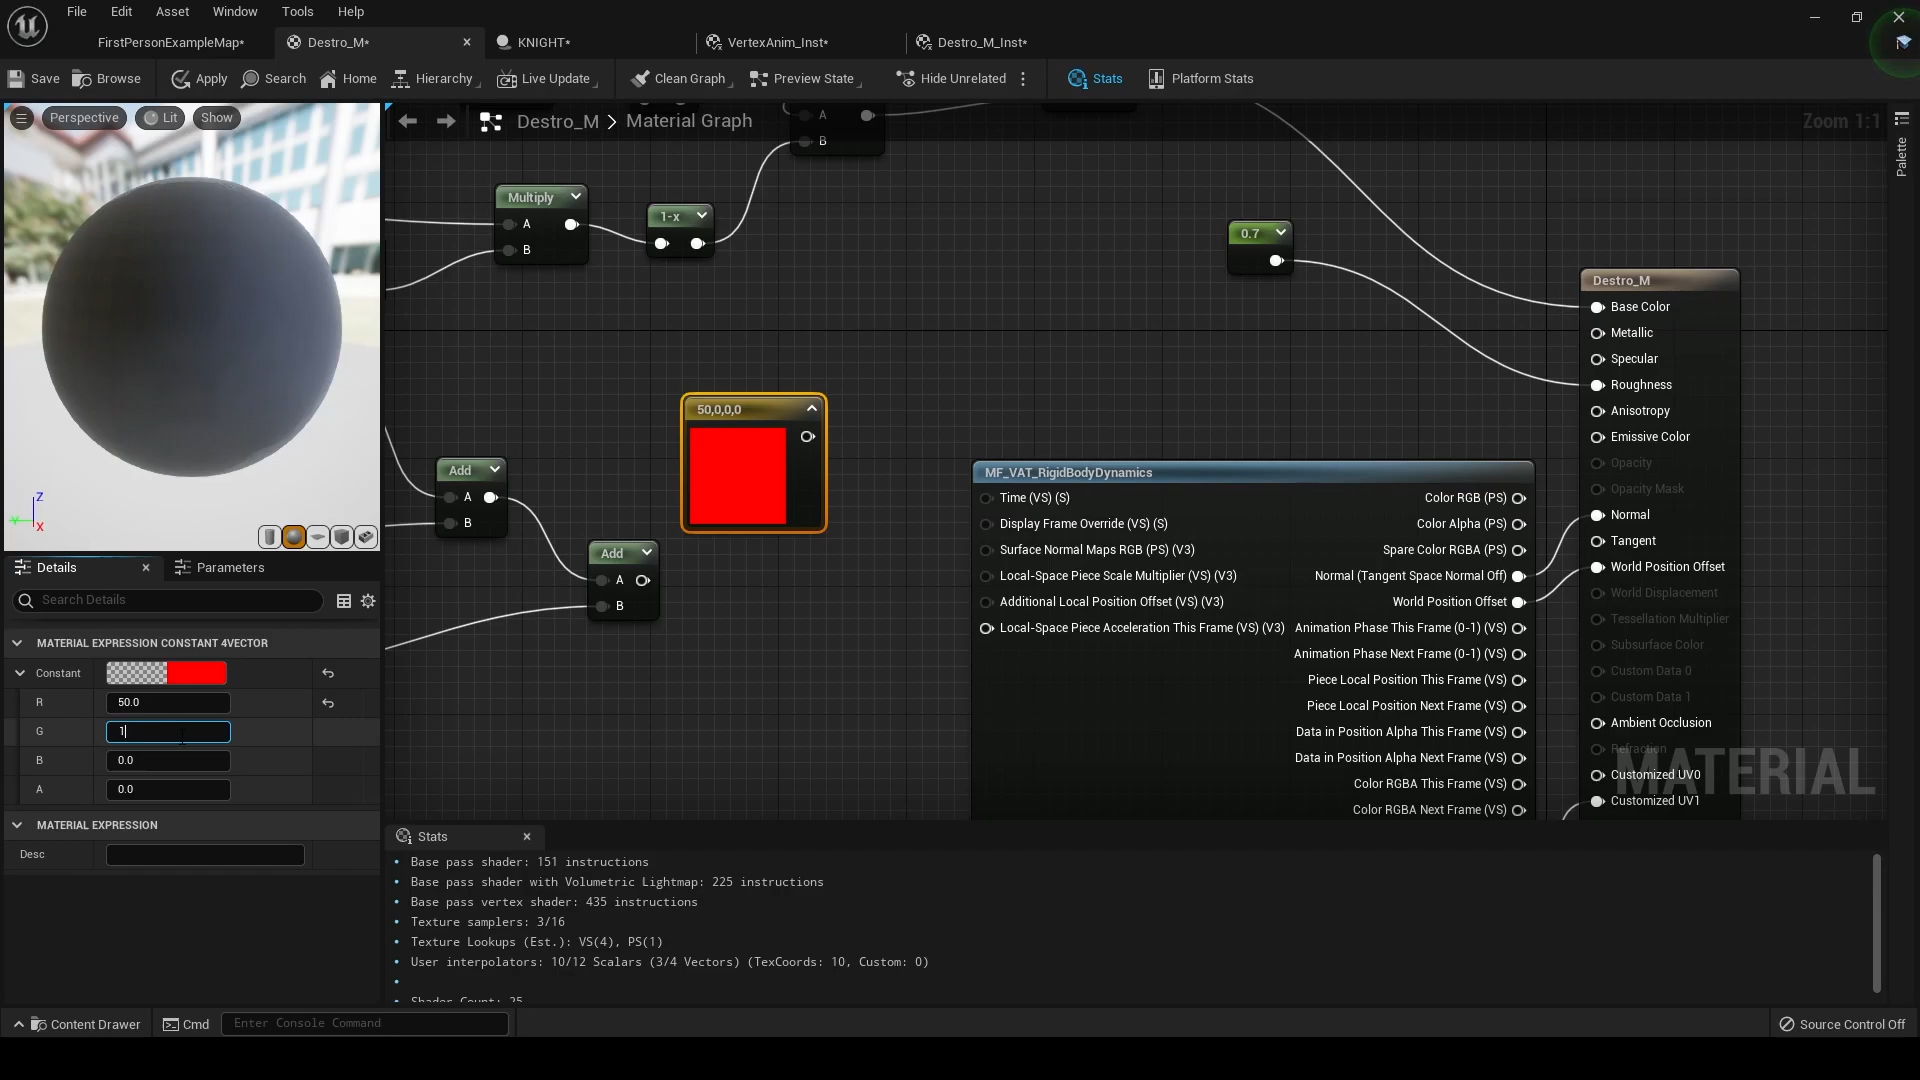 File Edit Asset Window Tools Help
FirstPersonExampleMap* Destro_M* KNIGHT* VertexAnim_Inst* Destro_M_Inst*
Save Browse Apply Search Home Hierarchy Live Update Clean Graph Preview State Hide Unrelated Stats Platform Stats
Perspective Lit Show
Destro_M > Material Graph
Zoom 1:1
Palette
A
B
Multiply
A
B
1-x
0.7
50,0,0,0
Add
A
B
Add
A
B
Destro_M
Base Color
Metallic
Specular
Roughness
Anisotropy
Emissive Color
Opacity
Opacity Mask
Normal
Tangent
World Position Offset
World Displacement
Tessellation Multiplier
Subsurface Color
Custom Data 0
Custom Data 1
Ambient Occlusion
Refraction
Customized UV0
Customized UV1
MATERIAL
MF_VAT_RigidBodyDynamics
Time (VS) (S) Color RGB (PS)
Display Frame Override (VS) (S) Color Alpha (PS)
Surface Normal Maps RGB (PS) (V3) Spare Color RGBA (PS)
Local-Space Piece Scale Multiplier (VS) (V3) Normal (Tangent Space Normal Off)
Additional Local Position Offset (VS) (V3) World Position Offset
Local-Space Piece Acceleration This Frame (VS) (V3) Animation Phase This Frame (0-1) (VS)
Animation Phase Next Frame (0-1) (VS)
Piece Local Position This Frame (VS)
Piece Local Position Next Frame (VS)
Data in Position Alpha This Frame (VS)
Data in Position Alpha Next Frame (VS)
Color RGBA This Frame (VS)
Color RGBA Next Frame (VS)
Z
Y
X
Details Parameters
Search Details
MATERIAL EXPRESSION CONSTANT 4VECTOR
Constant
R 50.0
G 1
B 0.0
A 0.0
MATERIAL EXPRESSION
Desc
Stats
• Base pass shader: 151 instructions
• Base pass shader with Volumetric Lightmap: 225 instructions
• Base pass vertex shader: 435 instructions
• Texture samplers: 3/16
• Texture Lookups (Est.): VS(4), PS(1)
• User interpolators: 10/12 Scalars (3/4 Vectors) (TexCoords: 10, Custom: 0)
•
• Shader Count: 25
Content Drawer Cmd Enter Console Command Source Control Off